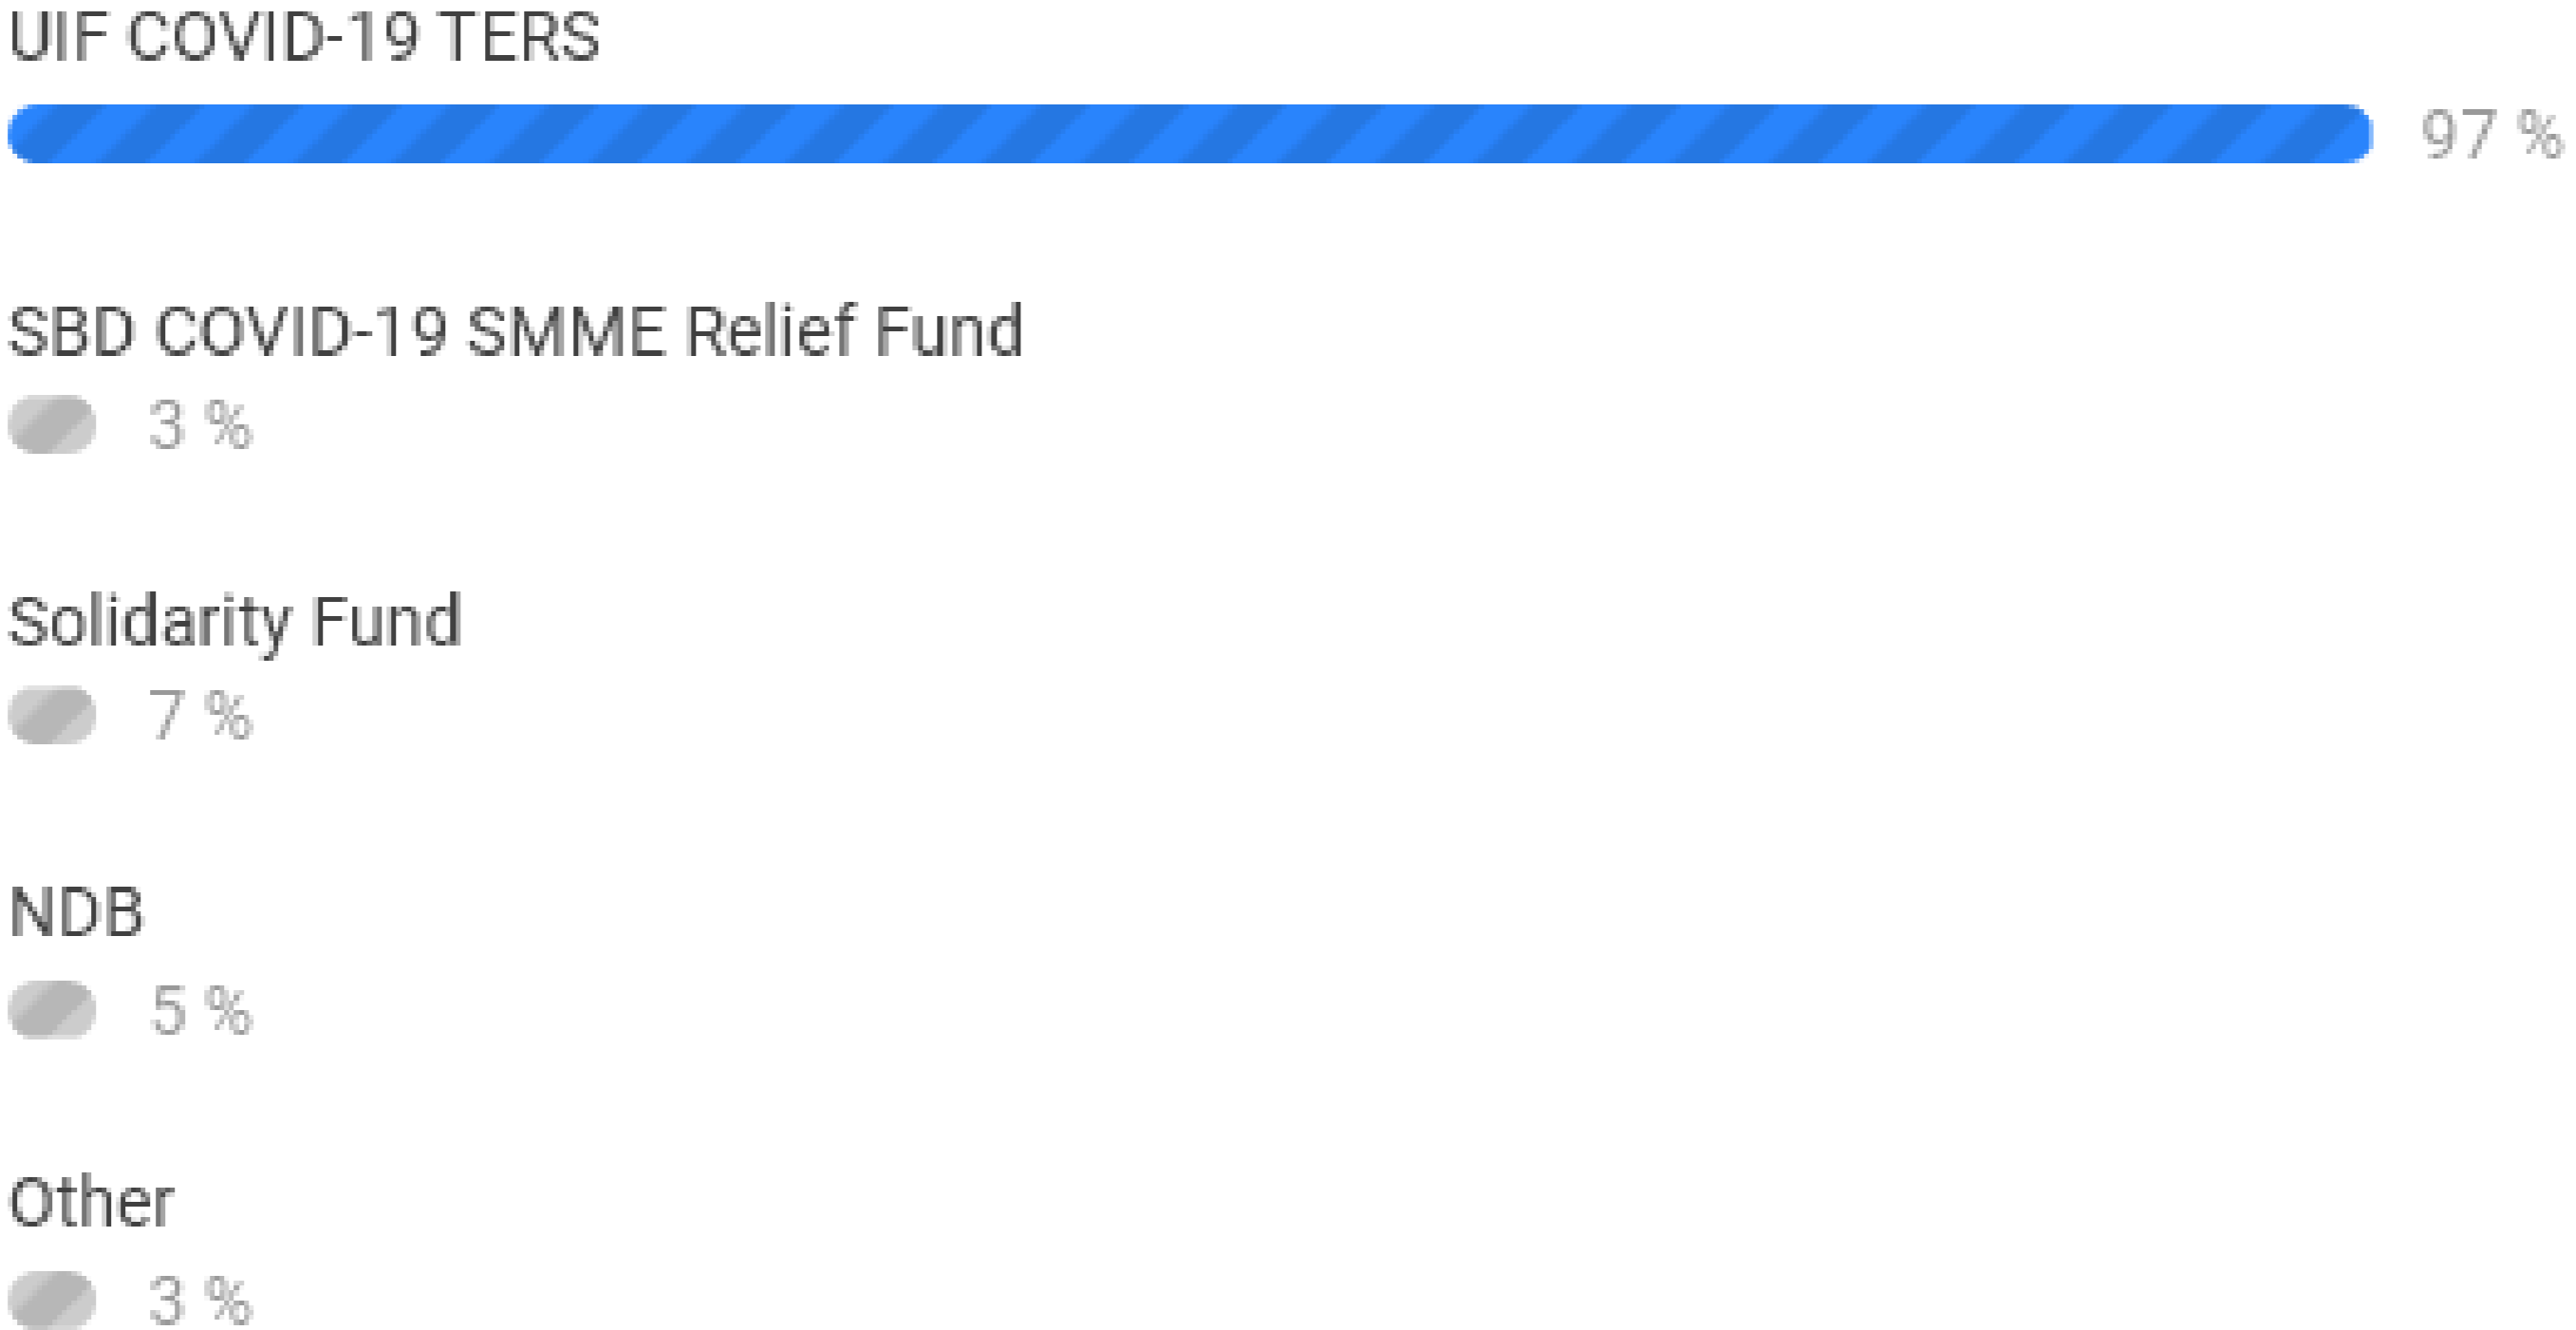 UIF COVID-19 TERS
97 %
SBD COVID-19 SMME Relief Fund
3 %
Solidarity Fund
7 %
NDB
5 %
Other
3 %